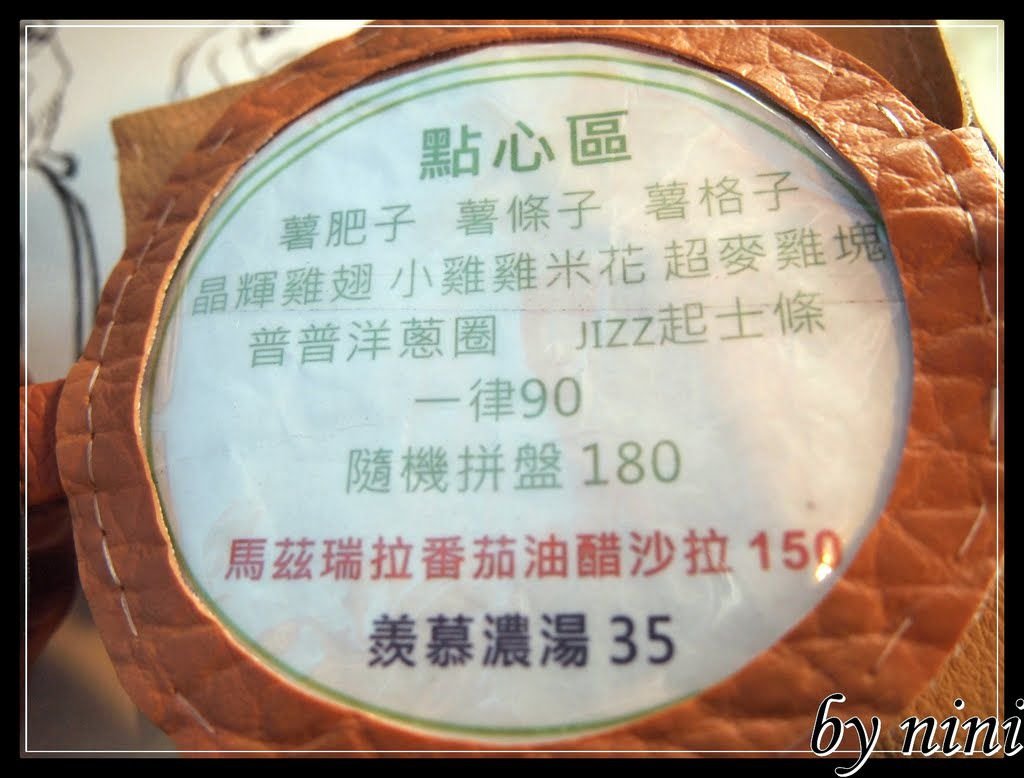 點心區
薯肥子 薯條子 薯格子
晶輝雞翅 小雞雞米花 超麥雞塊
普普洋蔥圈 JIZZ起士條
一律90
隨機拼盤 180
馬茲瑞拉番茄油醋沙拉 150
羨慕濃湯 35
by nini